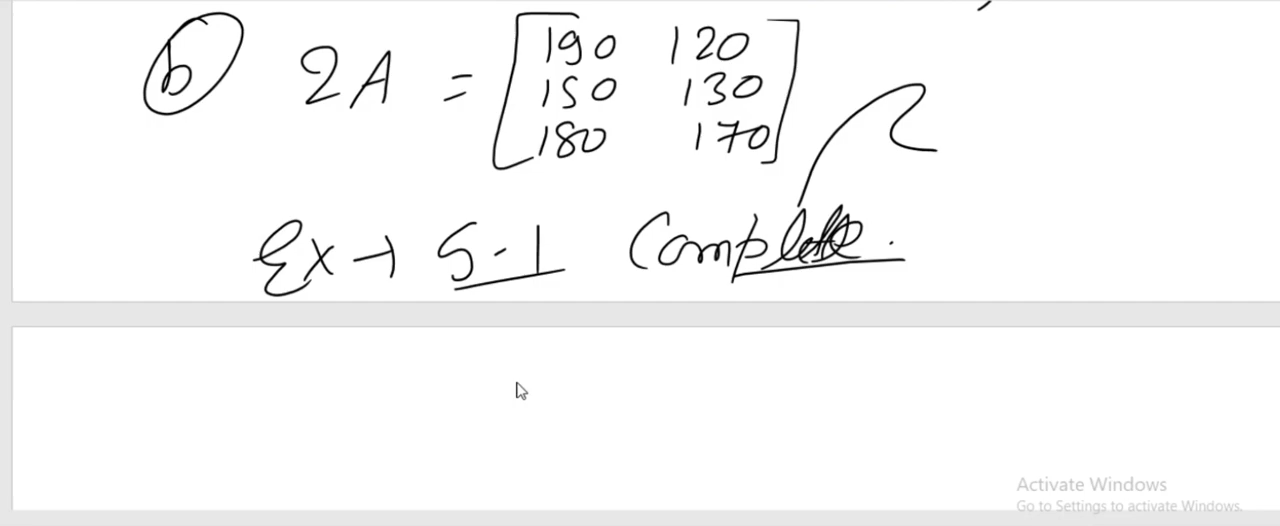 b 2A = [190 120
150 130
180 170]
Ex → 5.1 Complete.
Activate Windows
Go to Settings to activate Windows.